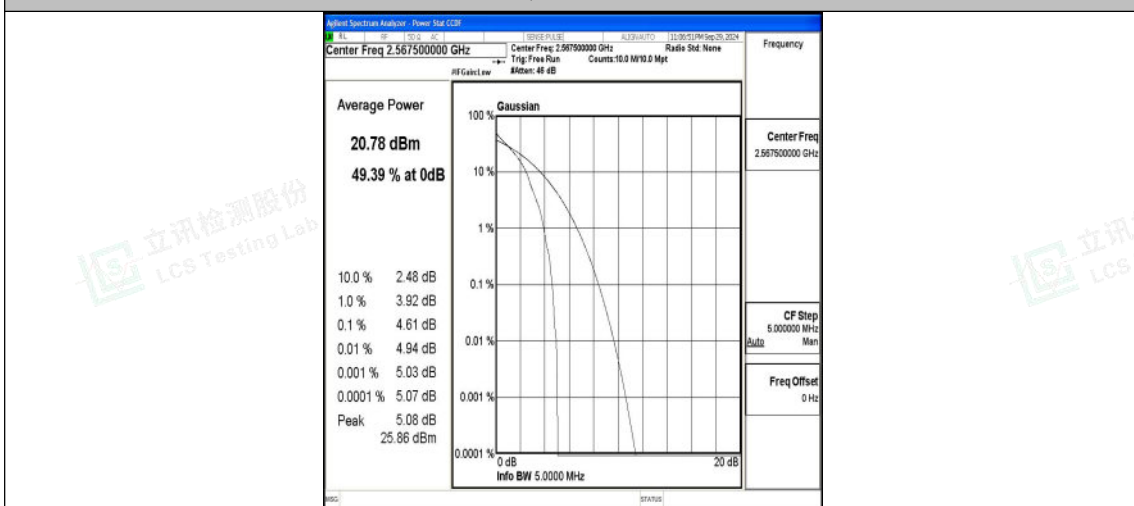 Agilent Spectrum Analyzer - Power Stat CCDF
RL RF 50 Ω AC SENSE:PULSE ALIGNAUTO 11:06:51 PM Sep 29, 2024
Center Freq 2.567500000 GHz
Center Freq: 2.567500000 GHz Radio Std: None
Trig: Free Run Counts:10.0 M/10.0 Mpt
#IFGain:Low #Atten: 46 dB
Frequency
Average Power
20.78 dBm
49.39 % at 0dB
10.0 % 2.48 dB
1.0 % 3.92 dB
0.1 % 4.61 dB
0.01 % 4.94 dB
0.001 % 5.03 dB
0.0001 % 5.07 dB
Peak 5.08 dB
25.86 dBm
Gaussian
100 %
10 %
1 %
0.1 %
0.01 %
0.001 %
0.0001 %
0 dB 20 dB
Info BW 5.0000 MHz
Center Freq
2.567500000 GHz
CF Step
5.000000 MHz
Auto Man
Freq Offset
0 Hz
MSG STATUS
立讯检测股份
LCS Testing Lab
立讯
LCS